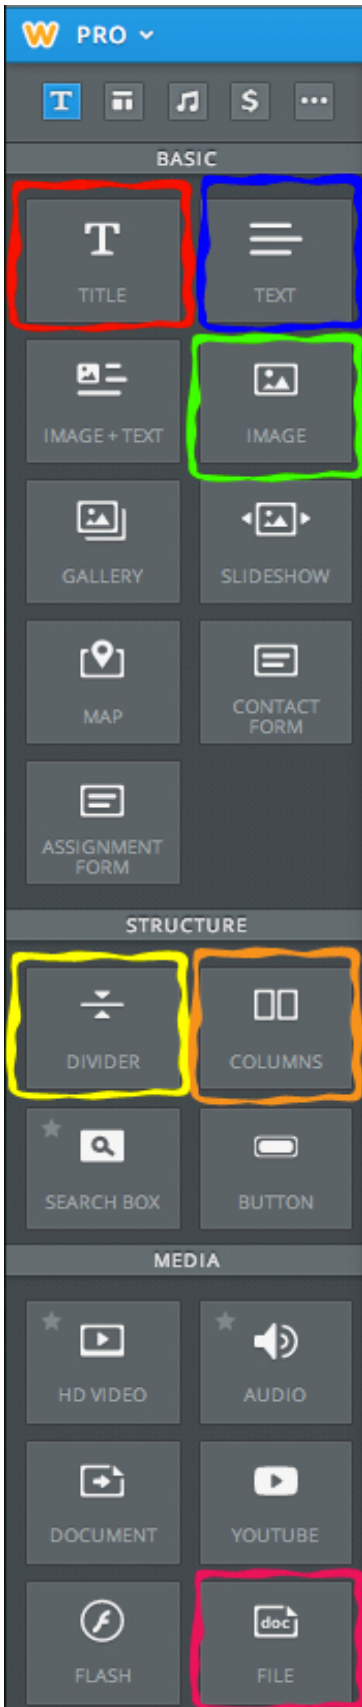 W PRO
T $ •••
BASIC
T
TITLE TEXT
IMAGE + TEXT IMAGE
GALLERY SLIDESHOW
MAP CONTACT FORM
ASSIGNMENT FORM
STRUCTURE
DIVIDER COLUMNS
SEARCH BOX BUTTON
MEDIA
HD VIDEO AUDIO
DOCUMENT YOUTUBE
f doc
FLASH FILE